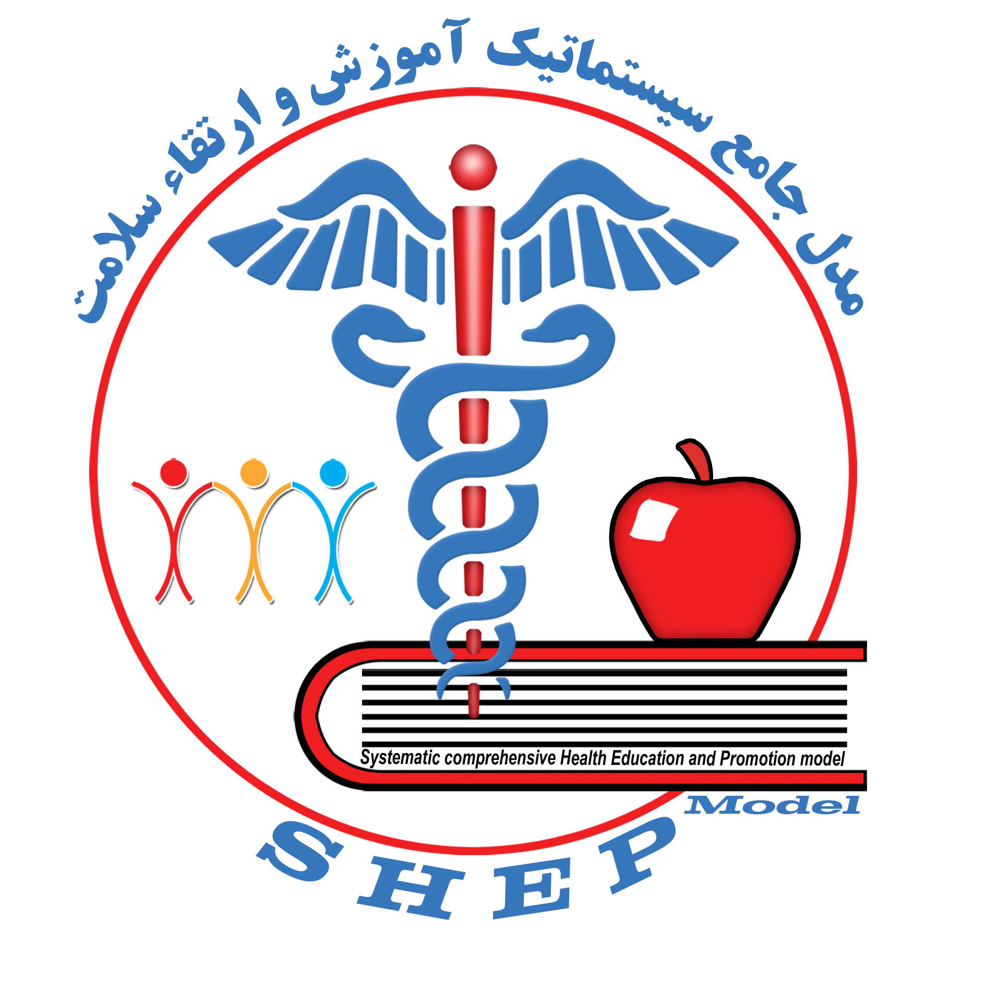 مدل جامع سیستماتیک آموزش و ارتقاء سلامت
Systematic comprehensive Health Education and Promotion model
Model
SHEP